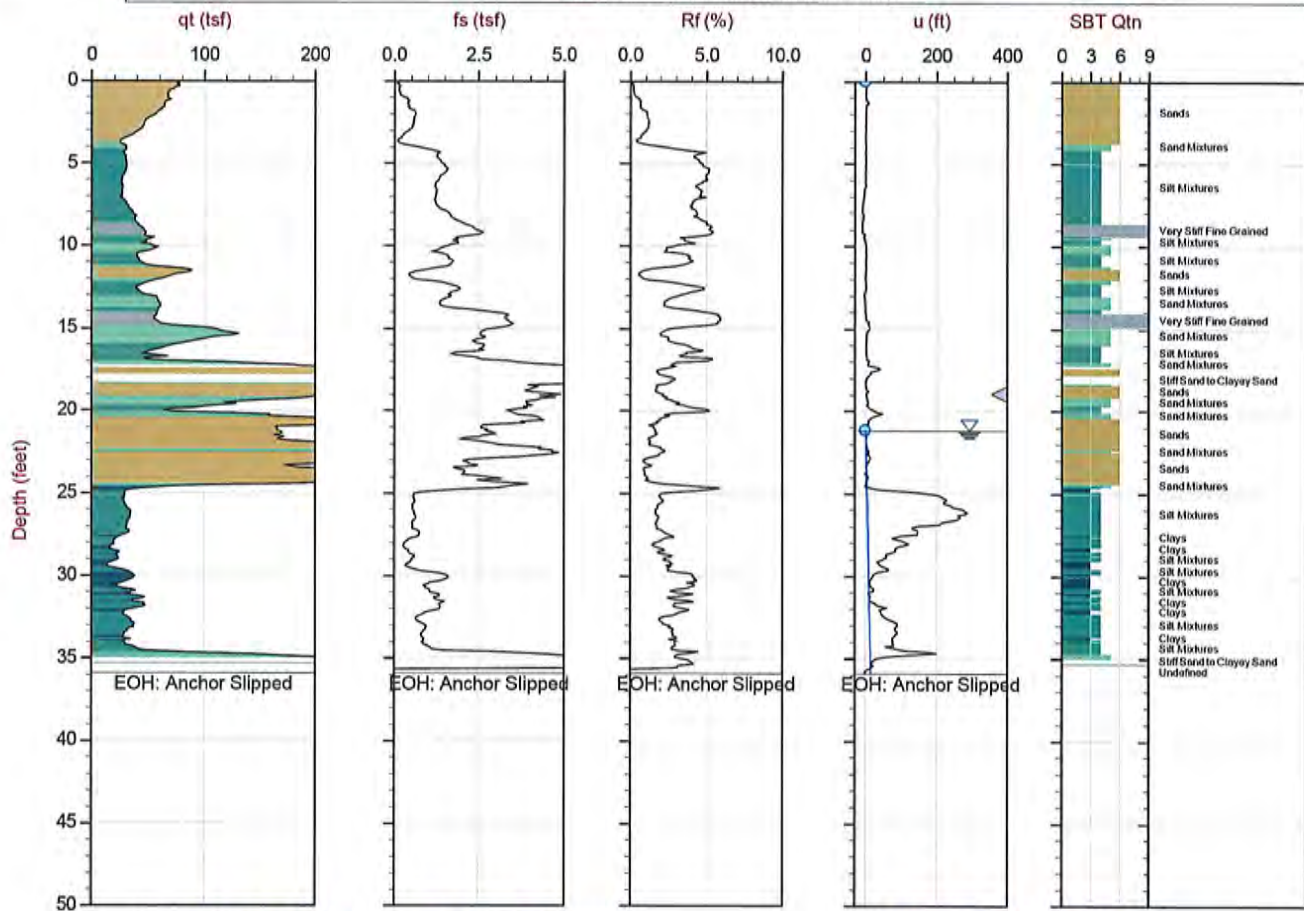 qt (tsf) fs (tsf) Rf (%) u (ft) SBT Qtn
0 100 200 0.0 2.5 5.0 0.0 5.0 10.0 0 200 400 0 3 6 9
0
Sands
Sand Mixtures
5
Silt Mixtures
Very Stiff Fine Grained
Silt Mixtures
10
Silt Mixtures
Sands
Silt Mixtures
Sand Mixtures
Very Stiff Fine Grained
15
Sand Mixtures
Silt Mixtures
Sand Mixtures
Stiff Sand to Clayey Sand
Sands
Sand Mixtures
20
Sand Mixtures
Sands
Sand Mixtures
Sands
Sand Mixtures
25
Silt Mixtures
Clays
Clays
Silt Mixtures
Silt Mixtures
30
Clays
Silt Mixtures
Clays
Clays
Silt Mixtures
Clays
Silt Mixtures
35
Stiff Sand to Clayey Sand
Undefined
EOH: Anchor Slipped EOH: Anchor Slipped EOH: Anchor Slipped EOH: Anchor Slipped
40
45
50
Depth (feet)